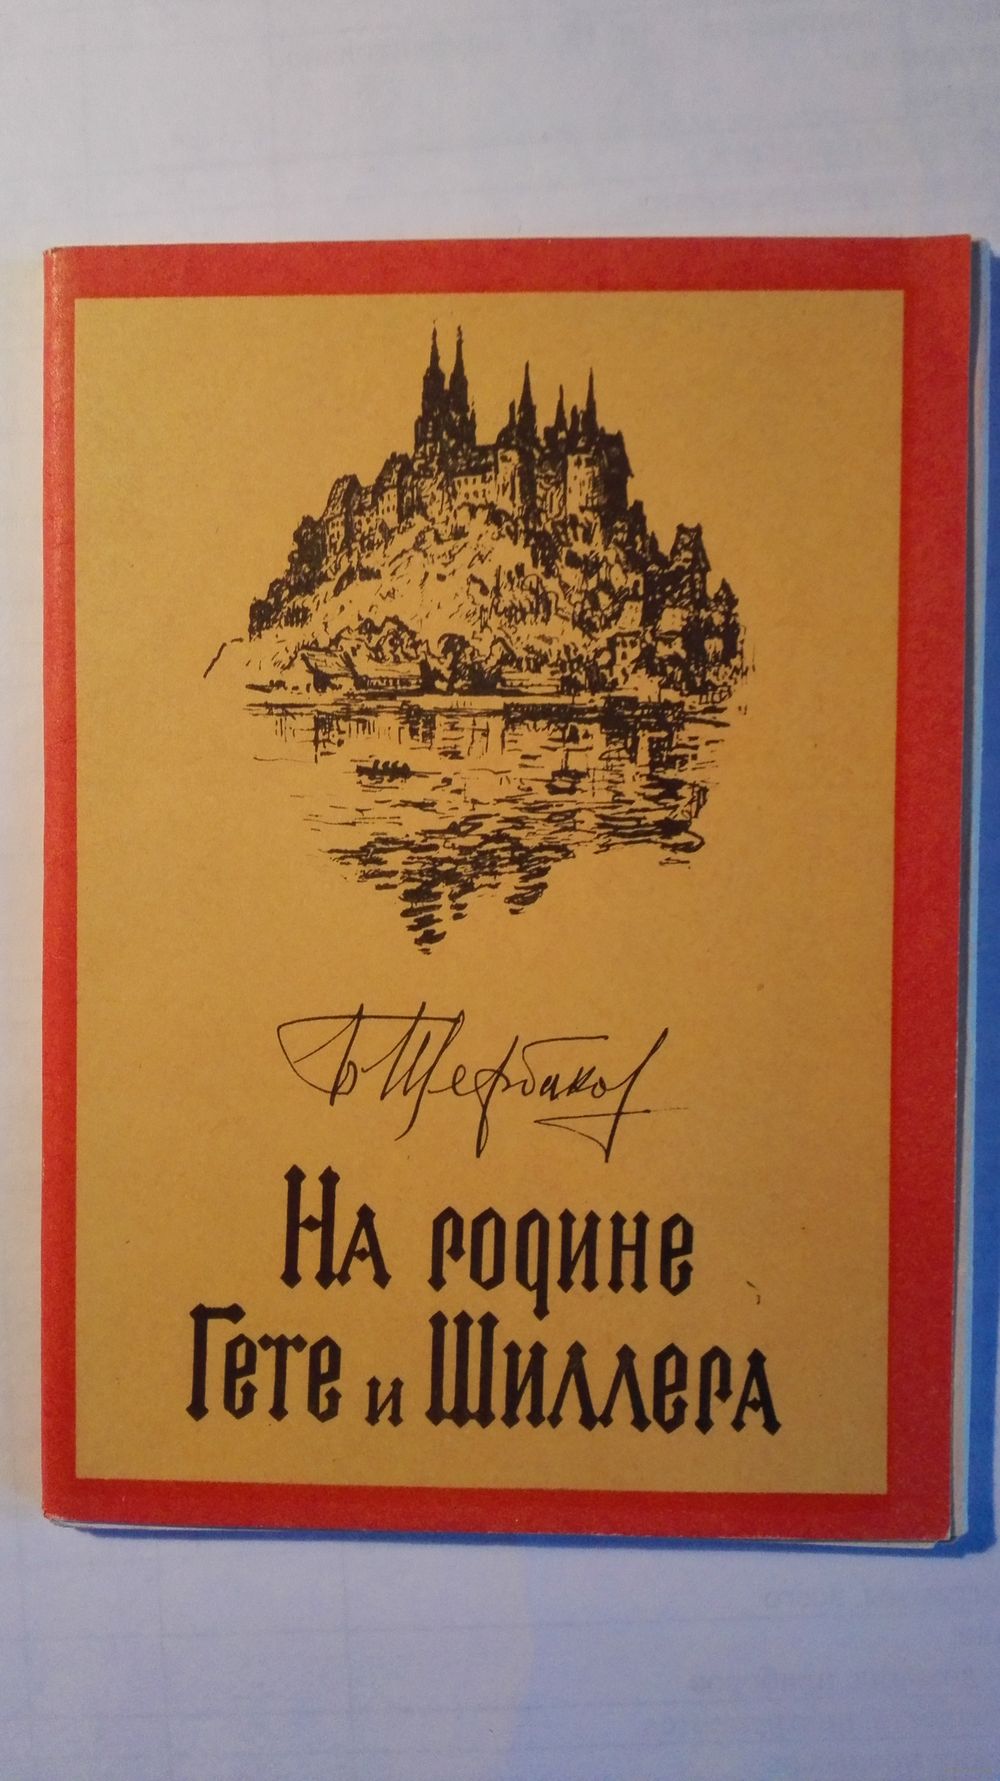 Б Щербаков
На родине
Гете и Шиллера